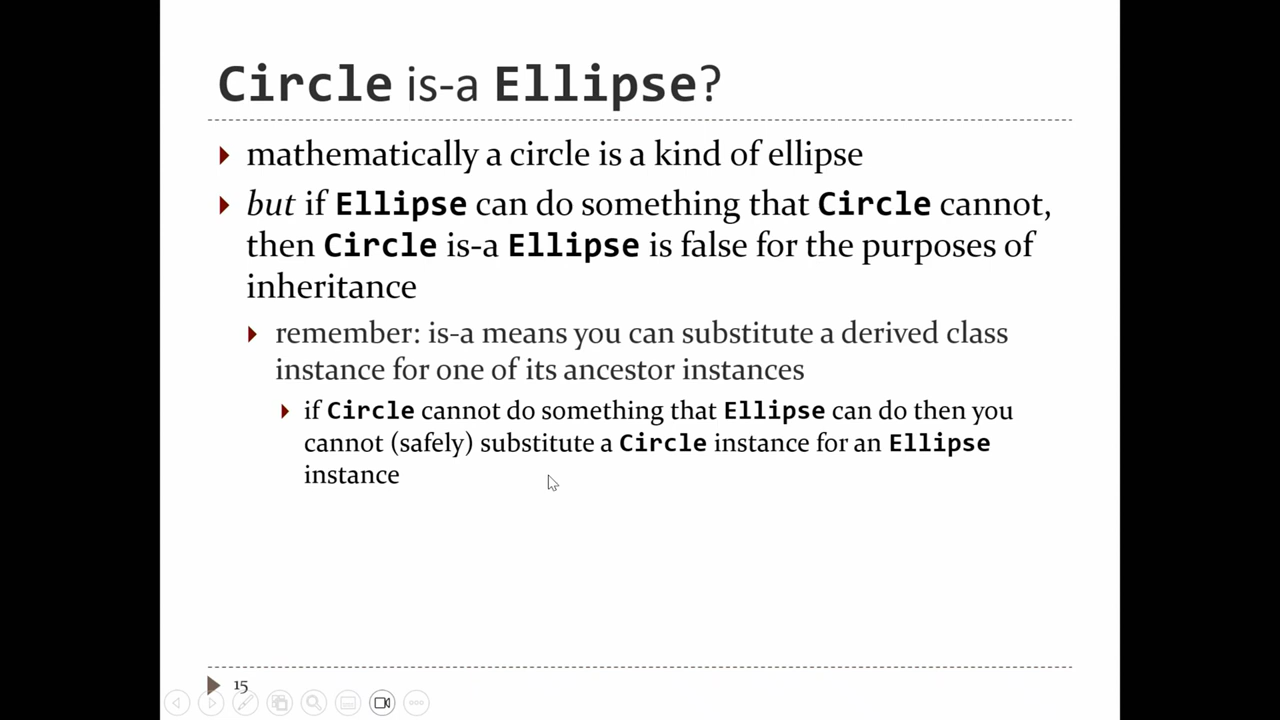 Circle is-a Ellipse?
mathematically a circle is a kind of ellipse
but if Ellipse can do something that Circle cannot,
then Circle is-a Ellipse is false for the purposes of
inheritance
remember: is-a means you can substitute a derived class
instance for one of its ancestor instances
if Circle cannot do something that Ellipse can do then you
cannot (safely) substitute a Circle instance for an Ellipse
instance
15